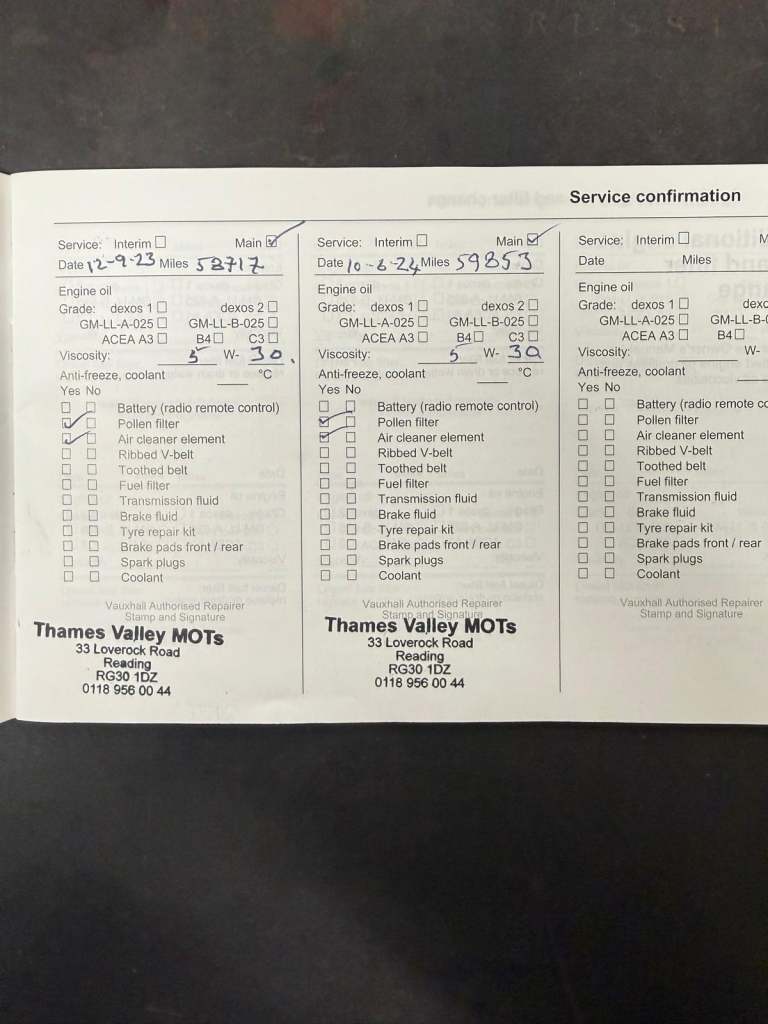 Service confirmation
Service: Interim Main
Date 12-9-23 Miles 58717
Engine oil
Grade: dexos 1 dexos 2
GM-LL-A-025 GM-LL-B-025
ACEA A3 B4 C3
Viscosity: 5 W- 30.
Anti-freeze, coolant °C
Yes No
Battery (radio remote control)
Pollen filter
Air cleaner element
Ribbed V-belt
Toothed belt
Fuel filter
Transmission fluid
Brake fluid
Tyre repair kit
Brake pads front / rear
Spark plugs
Coolant
Vauxhall Authorised Repairer
Stamp and Signature
Thames Valley MOTs
33 Loverock Road
Reading
RG30 1DZ
0118 956 00 44
Service: Interim Main
Date 10-6-24 Miles 59853
Engine oil
Grade: dexos 1 dexos 2
GM-LL-A-025 GM-LL-B-025
ACEA A3 B4 C3
Viscosity: 5 W- 30
Anti-freeze, coolant °C
Yes No
Battery (radio remote control)
Pollen filter
Air cleaner element
Ribbed V-belt
Toothed belt
Fuel filter
Transmission fluid
Brake fluid
Tyre repair kit
Brake pads front / rear
Spark plugs
Coolant
Vauxhall Authorised Repairer
Stamp and Signature
Thames Valley MOTs
33 Loverock Road
Reading
RG30 1DZ
0118 956 00 44
Service: Interim M
Date Miles
Engine oil
Grade: dexos 1 dexo
GM-LL-A-025 GM-LL-B-0
ACEA A3 B4
Viscosity: W-
Anti-freeze, coolant
Yes No
Battery (radio remote co
Pollen filter
Air cleaner element
Ribbed V-belt
Toothed belt
Fuel filter
Transmission fluid
Brake fluid
Tyre repair kit
Brake pads front / rear
Spark plugs
Coolant
Vauxhall Authorised Repairer
Stamp and Signature